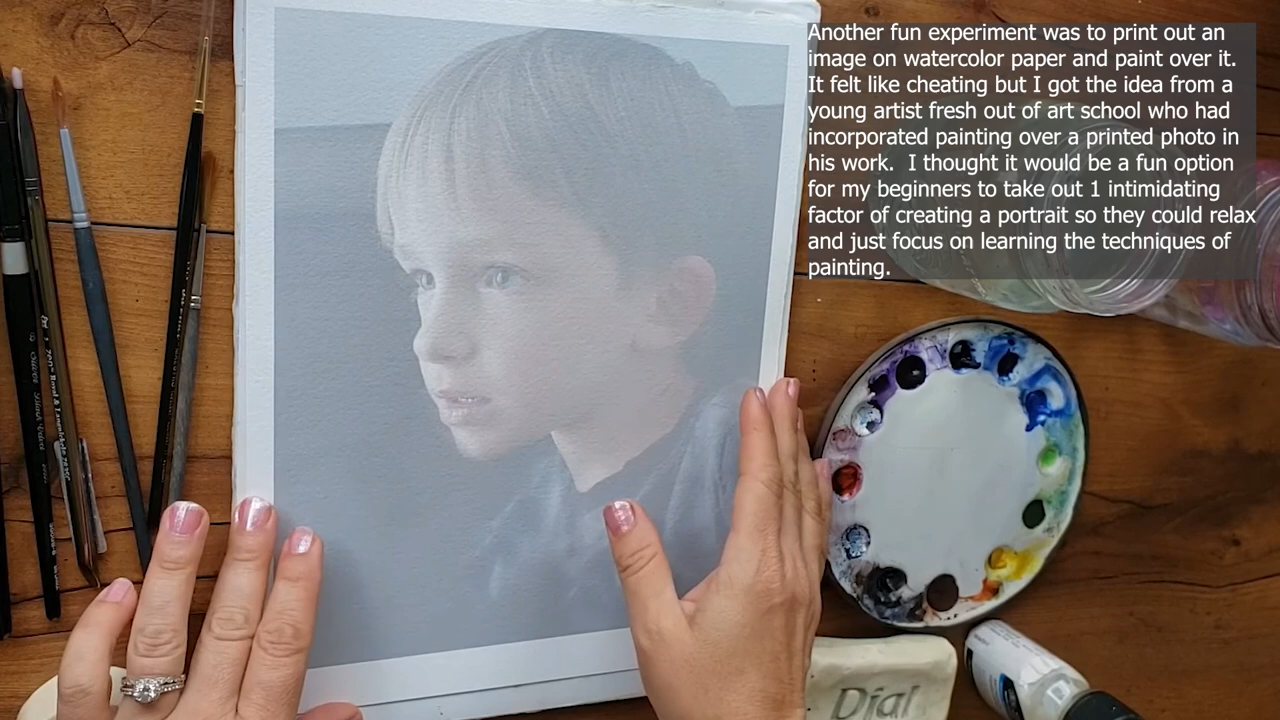 Another fun experiment was to print out an
image on watercolor paper and paint over it.
It felt like cheating but I got the idea from a
young artist fresh out of art school who had
incorporated painting over a printed photo in
his work.  I thought it would be a fun option
for my beginners to take out 1 intimidating
factor of creating a portrait so they could relax
and just focus on learning the techniques of
painting.
Dial